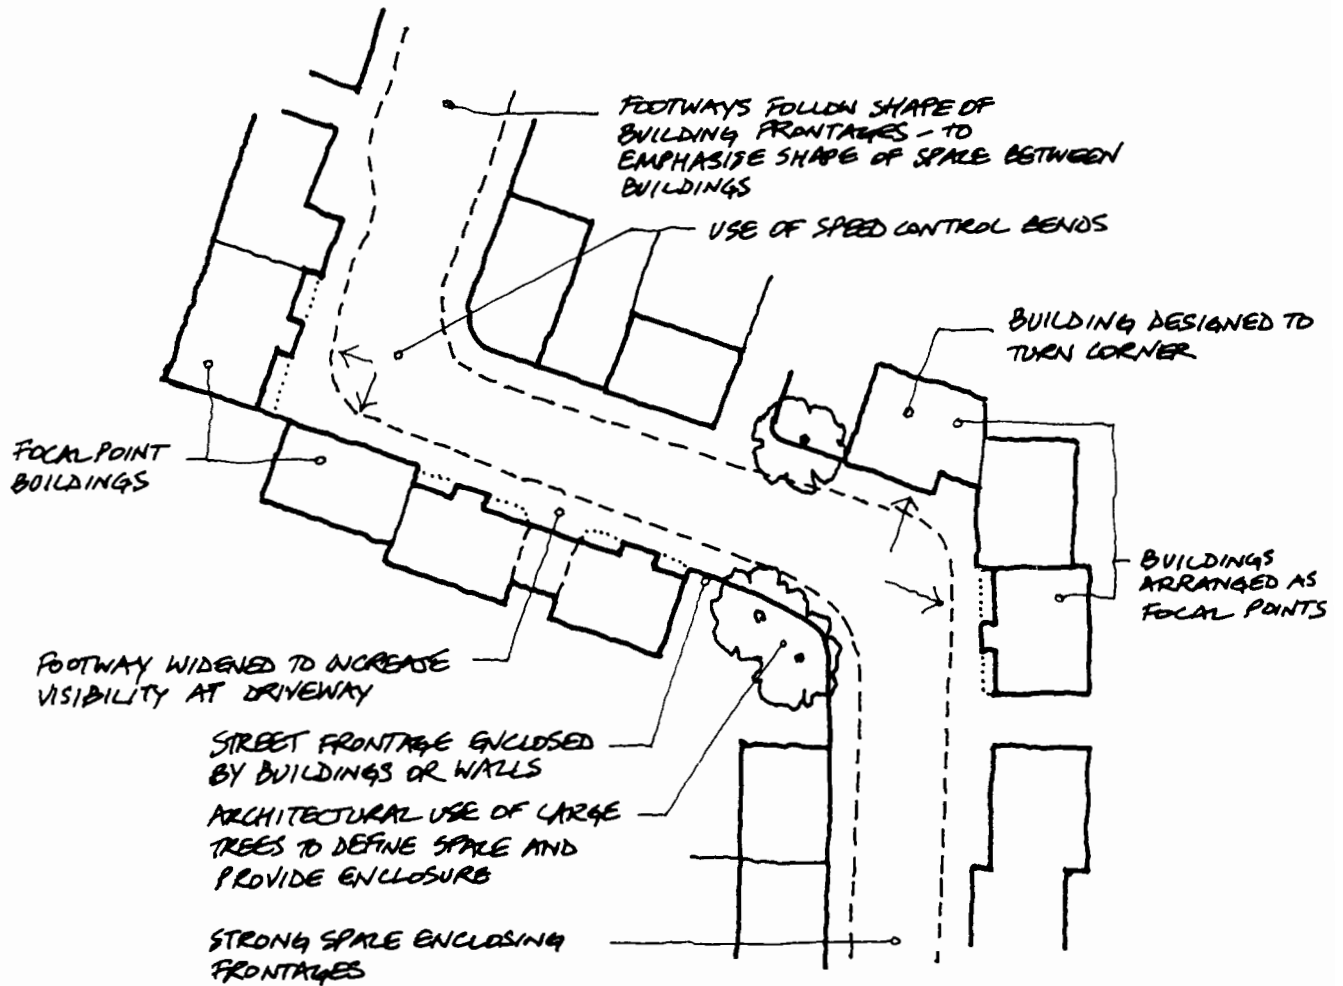 FOOTWAYS FOLLOW SHAPE OF
BUILDING FRONTAGES - TO
EMPHASISE SHAPE OF SPACE BETWEEN
BUILDINGS
USE OF SPEED CONTROL BENDS
BUILDING DESIGNED TO
TURN CORNER
FOCAL POINT
BUILDINGS
BUILDINGS
ARRANGED AS
FOCAL POINTS
FOOTWAY WIDENED TO INCREASE
VISIBILITY AT DRIVEWAY
STREET FRONTAGE ENCLOSED
BY BUILDINGS OR WALLS
ARCHITECTURAL USE OF LARGE
TREES TO DEFINE SPACE AND
PROVIDE ENCLOSURE
STRONG SPACE ENCLOSING
FRONTAGES